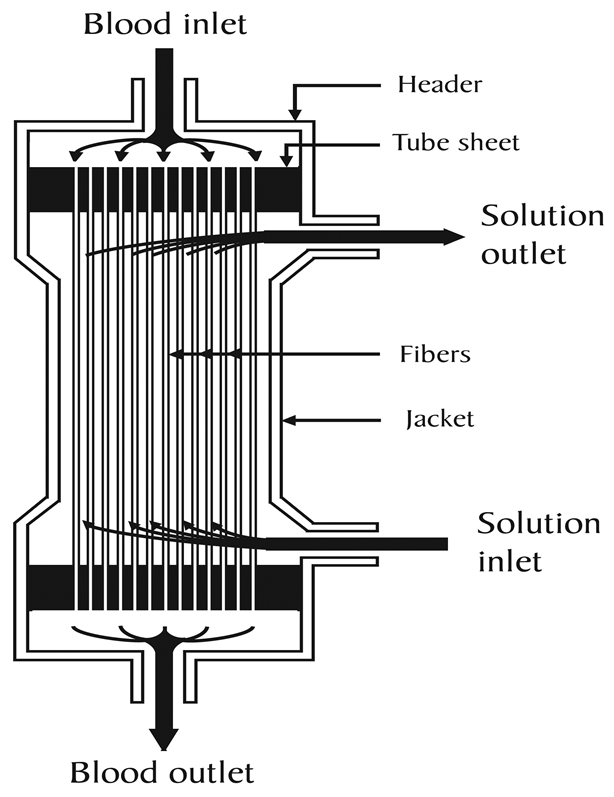 Blood inlet
Header
Tube sheet
Solution
outlet
Fibers
Jacket
Solution
inlet
Blood outlet